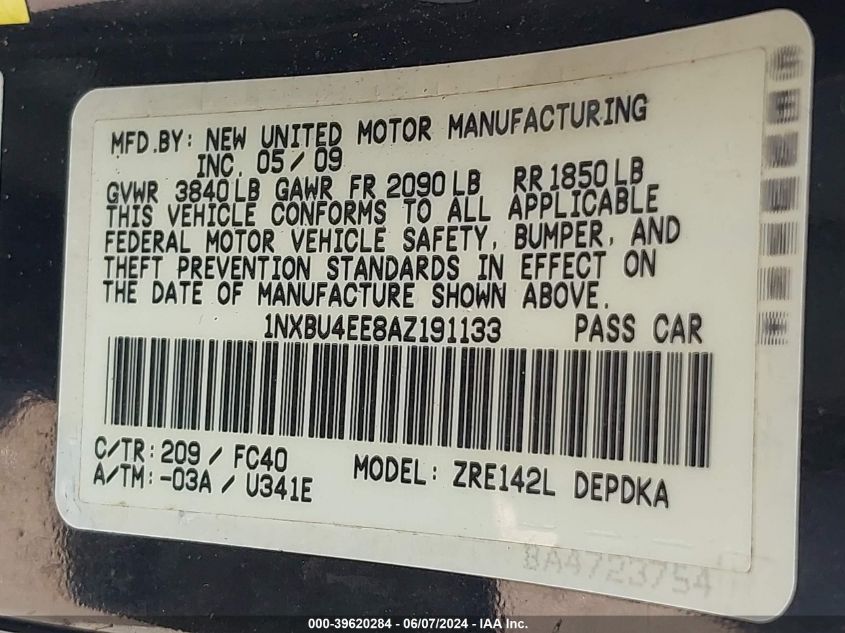 MFD.BY: NEW UNITED MOTOR MANUFACTURING
INC. 05/09
GVWR 3840LB GAWR FR 2090LB RR1850LB
THIS VEHICLE CONFORMS TO ALL APPLICABLE
FEDERAL MOTOR VEHICLE SAFETY, BUMPER, AND
THEFT PREVENTION STANDARDS IN EFFECT ON
THE DATE OF MANUFACTURE SHOWN ABOVE.
1NXBU4EE8AZ191133 PASS CAR
C/TR: 209 / FC40
A/TM: -03A / U341E
MODEL: ZRE142L DEPDKA
BA4723754
000-39620284 - 06/07/2024 - IAA Inc.